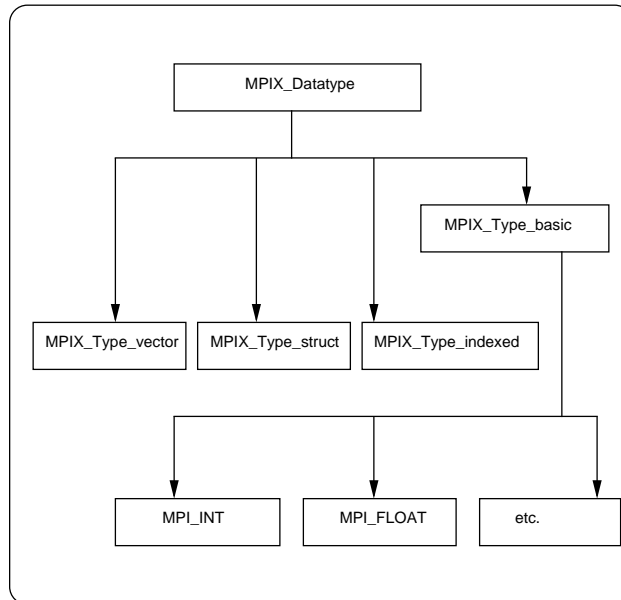 MPIX_Datatype
MPIX_Type_basic
MPIX_Type_vector
MPIX_Type_struct
MPIX_Type_indexed
MPI_INT
MPI_FLOAT
etc.